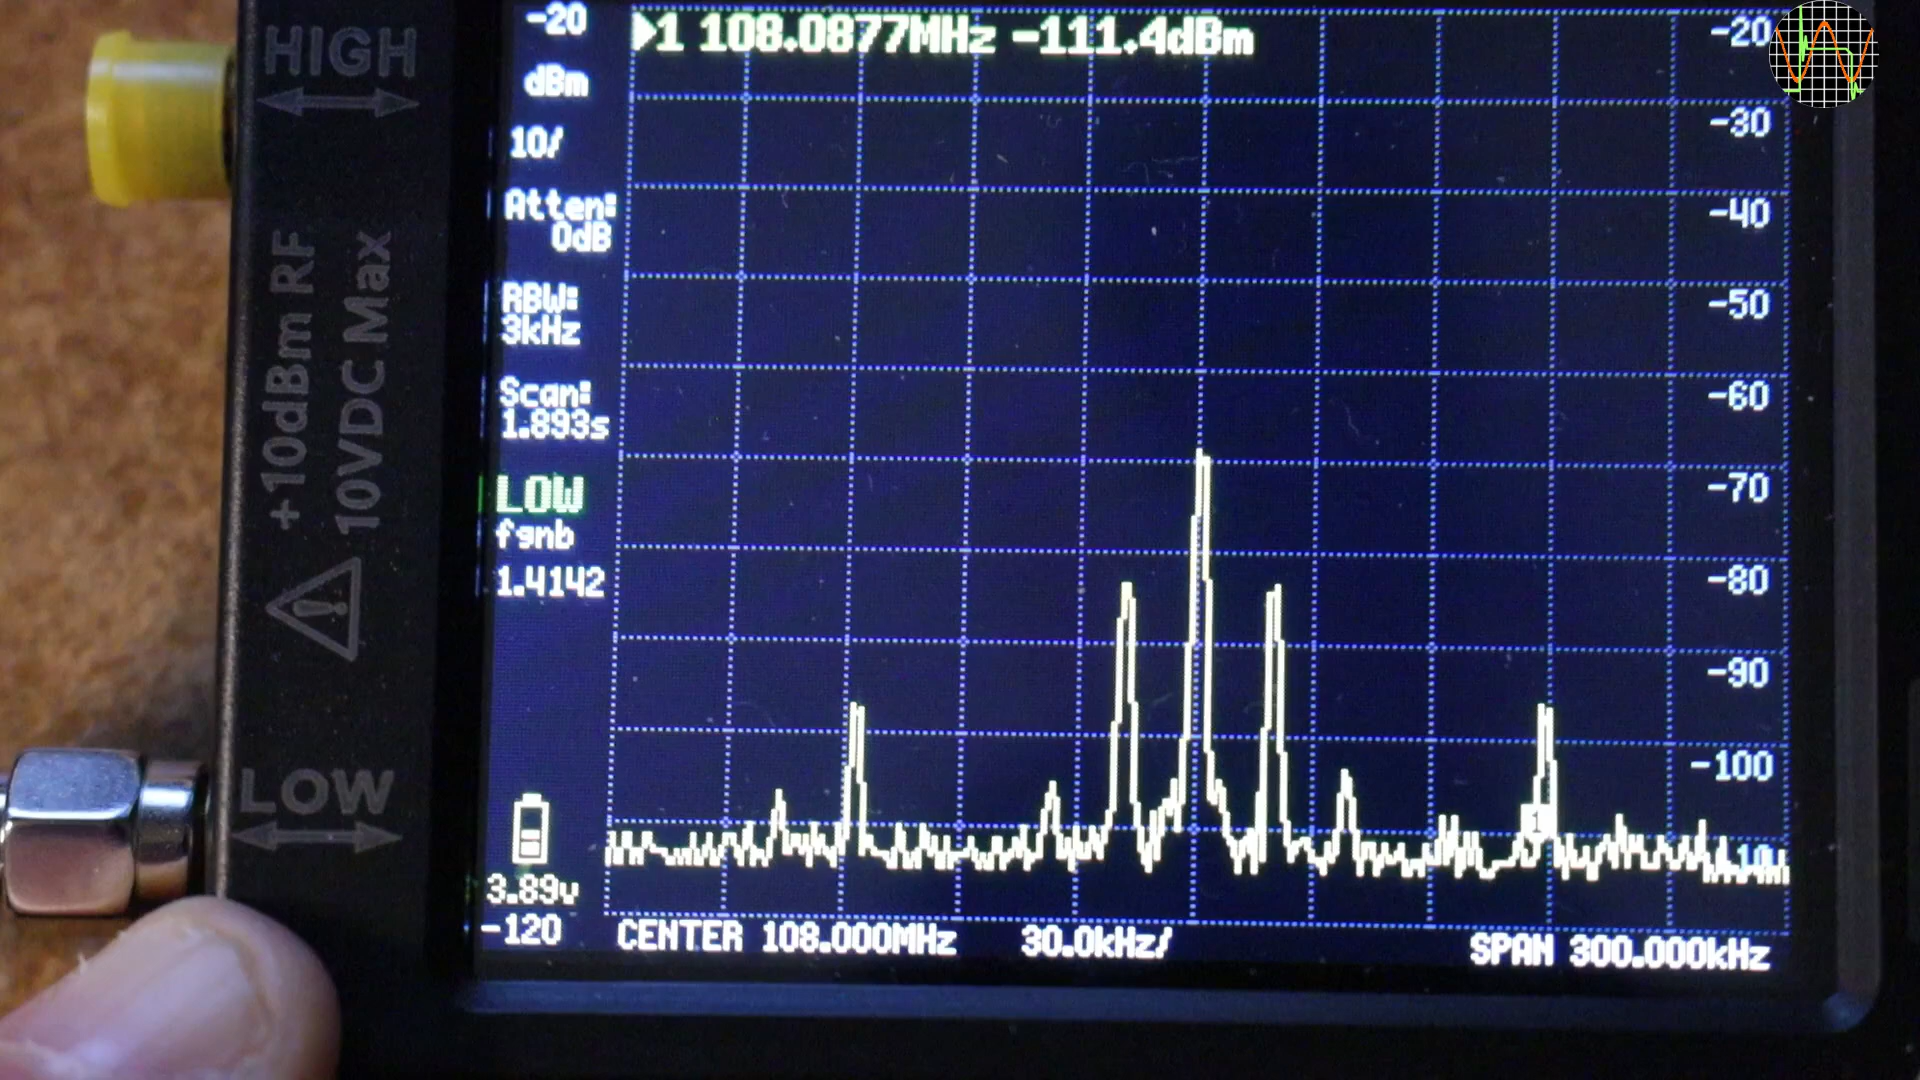 HIGH
+10dBm RF
10VDC Max
LOW
-20
dBm
10/
Atten:
0dB
RBW:
3kHz
Scan:
1.893s
LOW
fgnb
1.4142
3.89v
-120
1 108.0877MHz -111.4dBm
-20
-30
-40
-50
-60
-70
-80
-90
-100
CENTER 108.000MHz 30.0kHz/ SPAN 300.000kHz